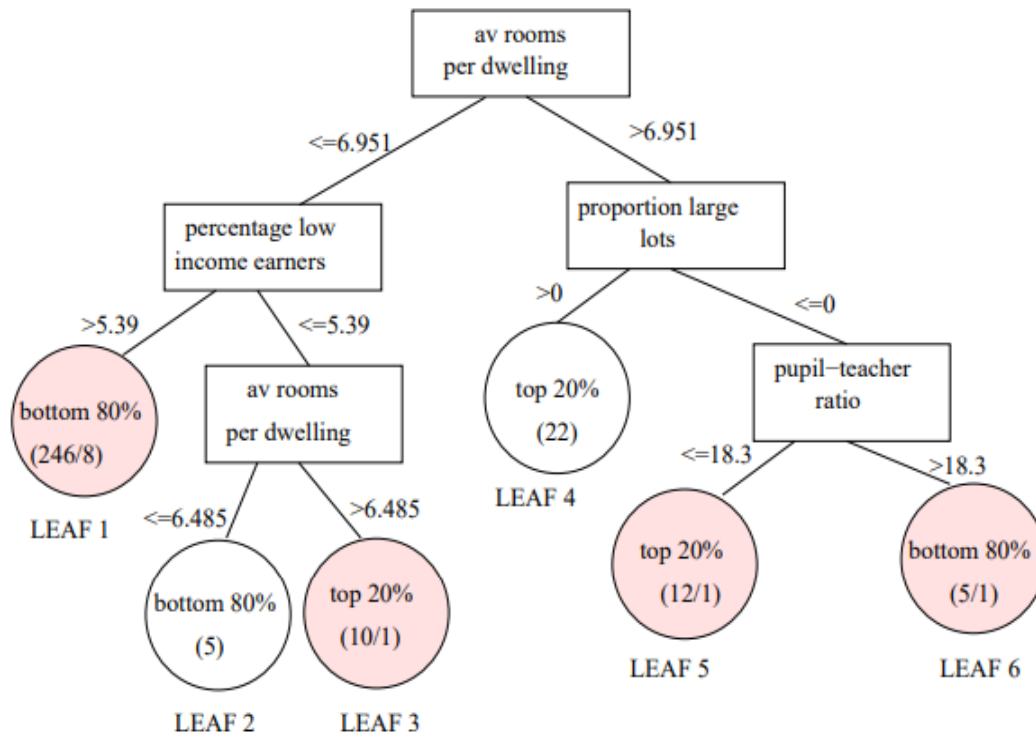 av rooms
per dwelling
<=6.951
>6.951
percentage low
income earners
proportion large
lots
>5.39
<=5.39
>0
<=0
bottom 80%
(246/8)
LEAF 1
av rooms
per dwelling
top 20%
(22)
LEAF 4
pupil−teacher
ratio
<=6.485
>6.485
<=18.3
>18.3
bottom 80%
(5)
LEAF 2
top 20%
(10/1)
LEAF 3
top 20%
(12/1)
LEAF 5
bottom 80%
(5/1)
LEAF 6